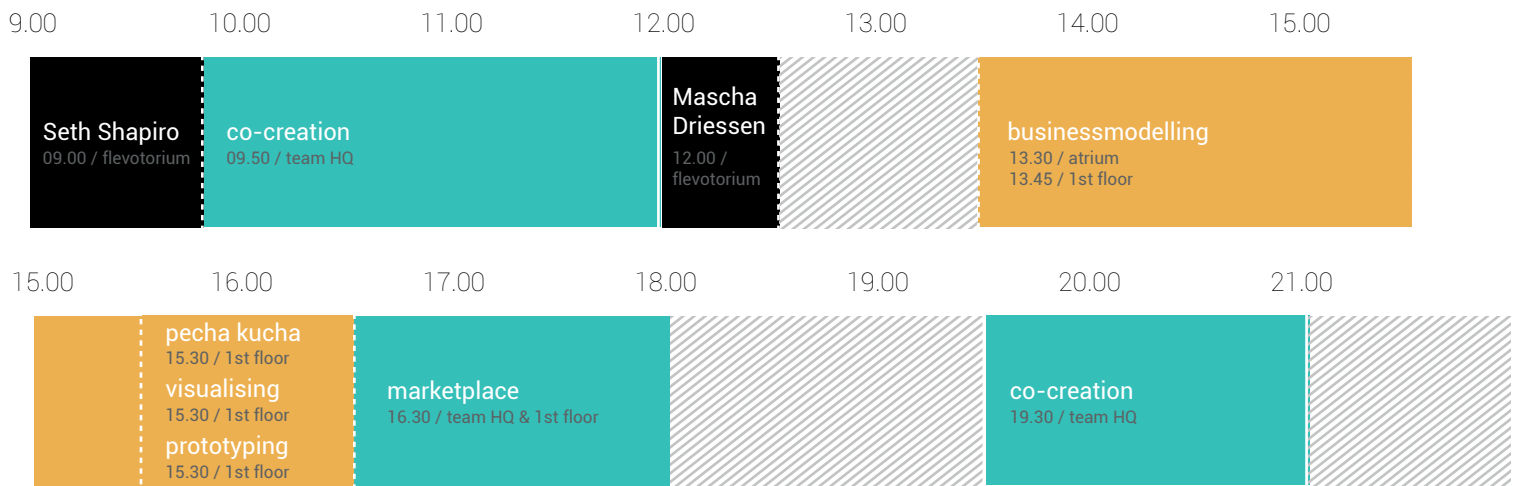 9.00 10.00 11.00 12.00 13.00 14.00 15.00
Seth Shapiro
09.00 / flevotorium
co-creation
09.50 / team HQ
Mascha
Driessen
12.00 /
flevotorium
businessmodelling
13.30 / atrium
13.45 / 1st floor
15.00 16.00 17.00 18.00 19.00 20.00 21.00
pecha kucha
15.30 / 1st floor
visualising
15.30 / 1st floor
prototyping
15.30 / 1st floor
marketplace
16.30 / team HQ & 1st floor
co-creation
19.30 / team HQ